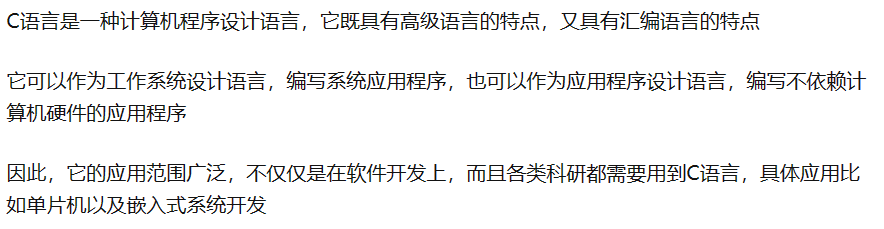 C语言是一种计算机程序设计语言，它既具有高级语言的特点，又具有汇编语言的特点
它可以作为工作系统设计语言，编写系统应用程序，也可以作为应用程序设计语言，编写不依赖计
算机硬件的应用程序
因此，它的应用范围广泛，不仅仅是在软件开发上，而且各类科研都需要用到C语言，具体应用比
如单片机以及嵌入式系统开发